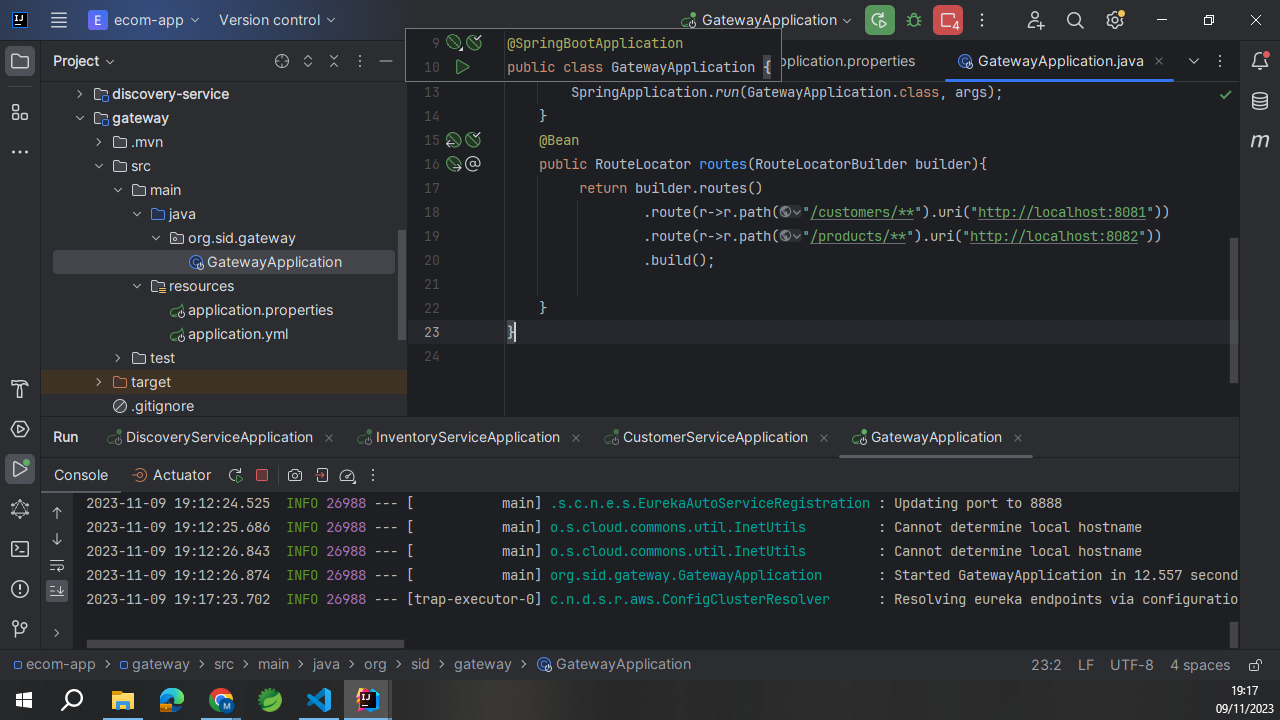 E ecom-app Version control GatewayApplication 4
Project
application.properties GatewayApplication.java
9 @SpringBootApplication
10 public class GatewayApplication {
13 SpringApplication.run(GatewayApplication.class, args);
14 }
15 @Bean
16 public RouteLocator routes(RouteLocatorBuilder builder){
17 return builder.routes()
18 .route(r->r.path("/customers/**").uri("http://localhost:8081"))
19 .route(r->r.path("/products/**").uri("http://localhost:8082"))
20 .build();
21
22 }
23 }
24
discovery-service
gateway
.mvn
src
main
java
org.sid.gateway
GatewayApplication
resources
application.properties
application.yml
test
target
.gitignore
Run DiscoveryServiceApplication InventoryServiceApplication CustomerServiceApplication GatewayApplication
Console Actuator
2023-11-09 19:12:24.525 INFO 26988 --- [ main] .s.c.n.e.s.EurekaAutoServiceRegistration : Updating port to 8888
2023-11-09 19:12:25.686 INFO 26988 --- [ main] o.s.cloud.commons.util.InetUtils : Cannot determine local hostname
2023-11-09 19:12:26.843 INFO 26988 --- [ main] o.s.cloud.commons.util.InetUtils : Cannot determine local hostname
2023-11-09 19:12:26.874 INFO 26988 --- [ main] org.sid.gateway.GatewayApplication : Started GatewayApplication in 12.557 second
2023-11-09 19:17:23.702 INFO 26988 --- [trap-executor-0] c.n.d.s.r.aws.ConfigClusterResolver : Resolving eureka endpoints via configuratio
ecom-app > gateway > src > main > java > org > sid > gateway > GatewayApplication 23:2 LF UTF-8 4 spaces
19:17
09/11/2023